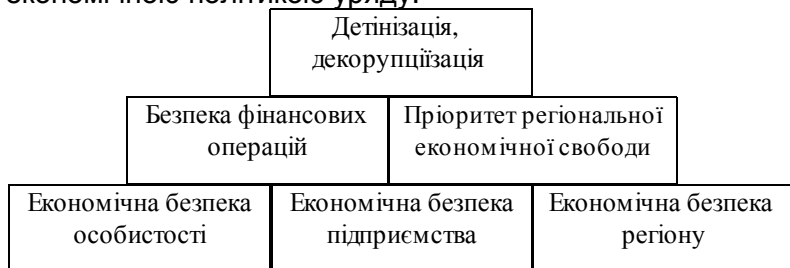 економічною політикою уряду.
Детінізація,
декорупціїзація
Безпека фінансових
операцій
Пріоритет регіональної
економічної свободи
Економічна безпека
особистості
Економічна безпека
підприємства
Економічна безпека
регіону